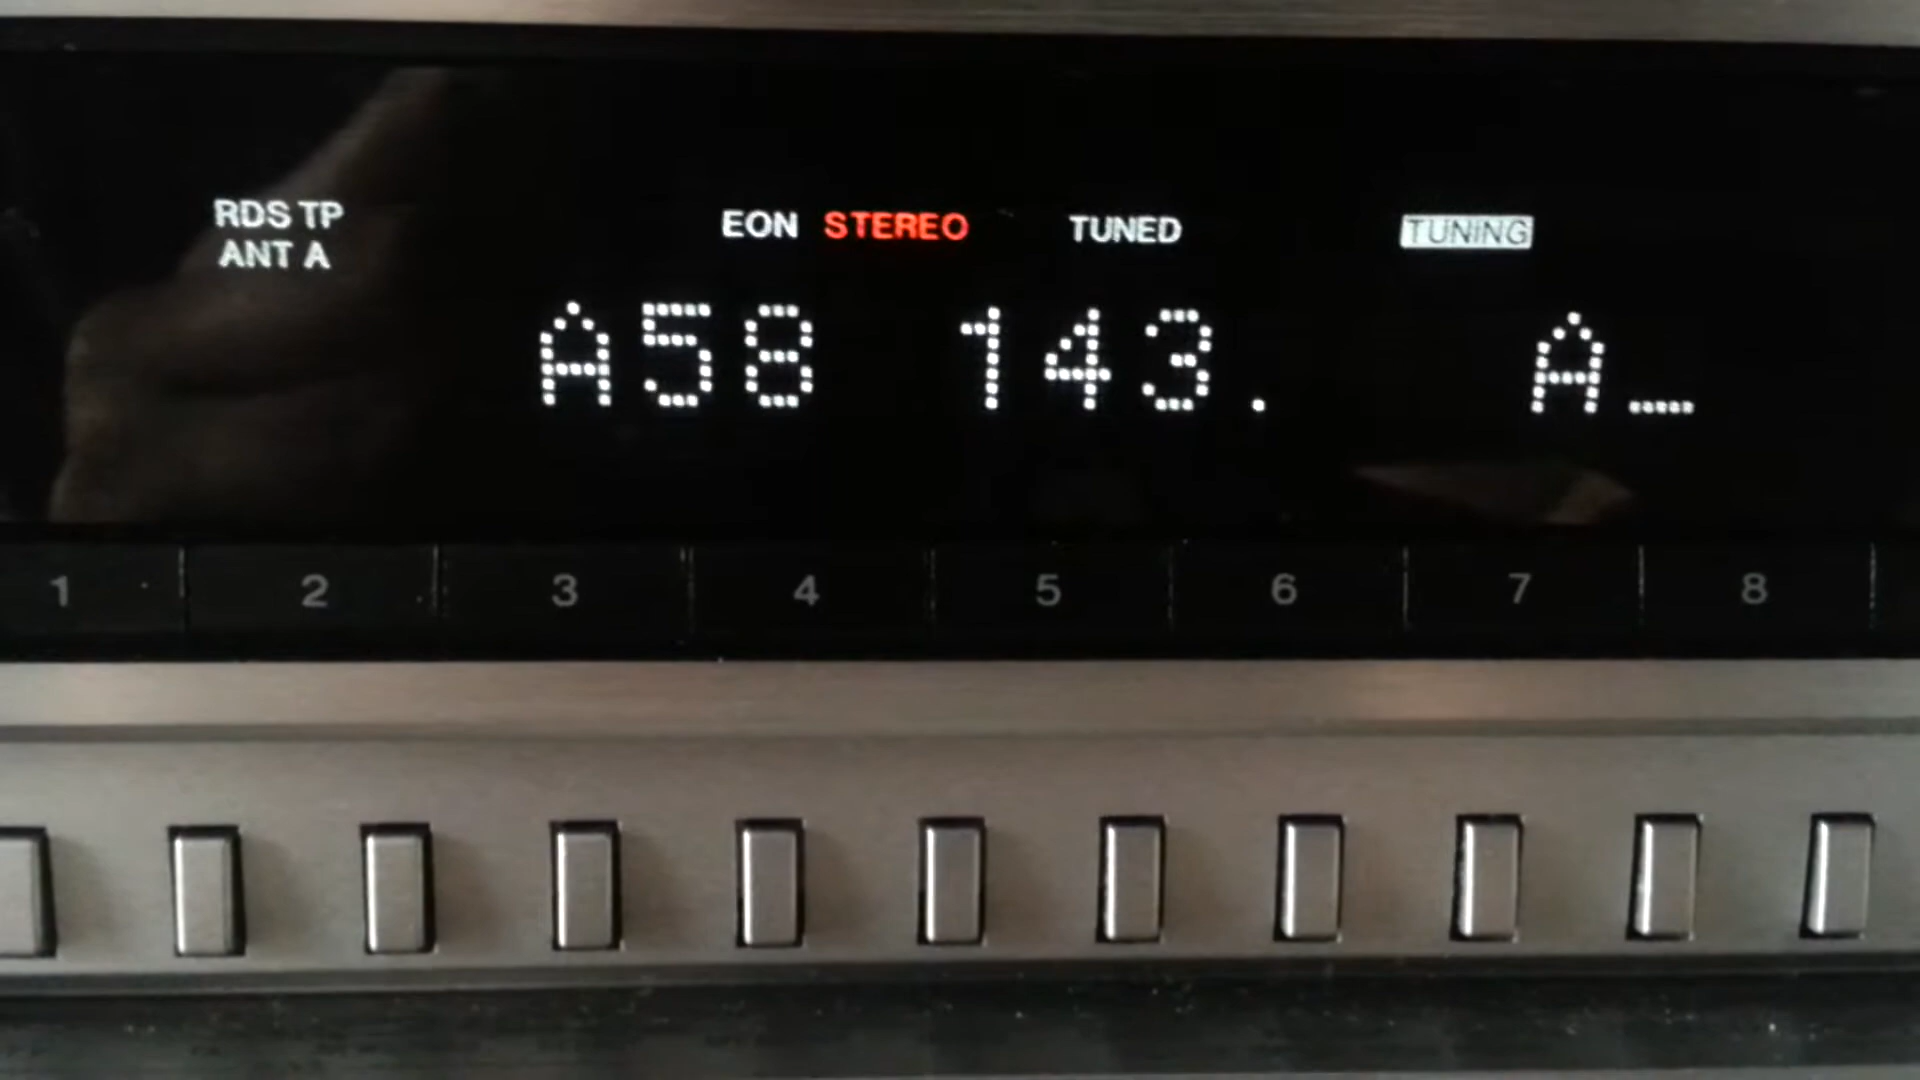 RDS TP EON STEREO TUNED TUNING
ANT A
A58 143. A_
1 2 3 4 5 6 7 8